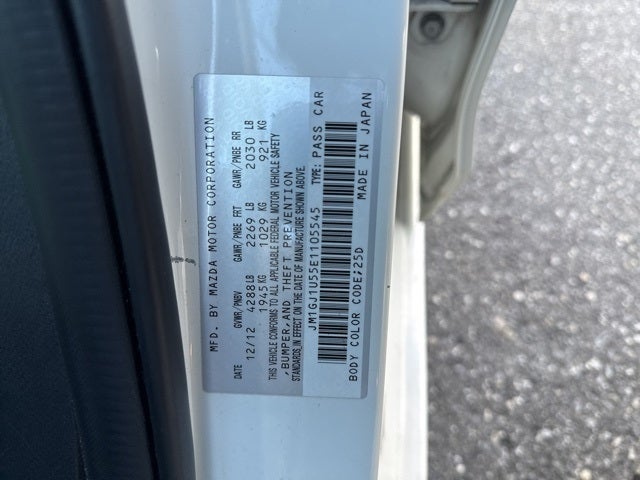 MFD. BY MAZDA MOTOR CORPORATION
DATE GVWR/PNBV GAWR/PNBE FRT GAWR/PNBE RR
12/12 4288LB 2269 LB 2030 LB
1945KG 1029 KG 921 KG
THIS VEHICLE CONFORMS TO ALL APPLICABLE FEDERAL MOTOR VEHICLE SAFETY
,BUMPER,AND THEFT PREVENTION
STANDARDS IN EFFECT ON THE DATE OF MANUFACTURE SHOWN ABOVE.
JM1GJ1U55E1105545 TYPE: PASS CAR
BODY COLOR CODE;25D MADE IN JAPAN